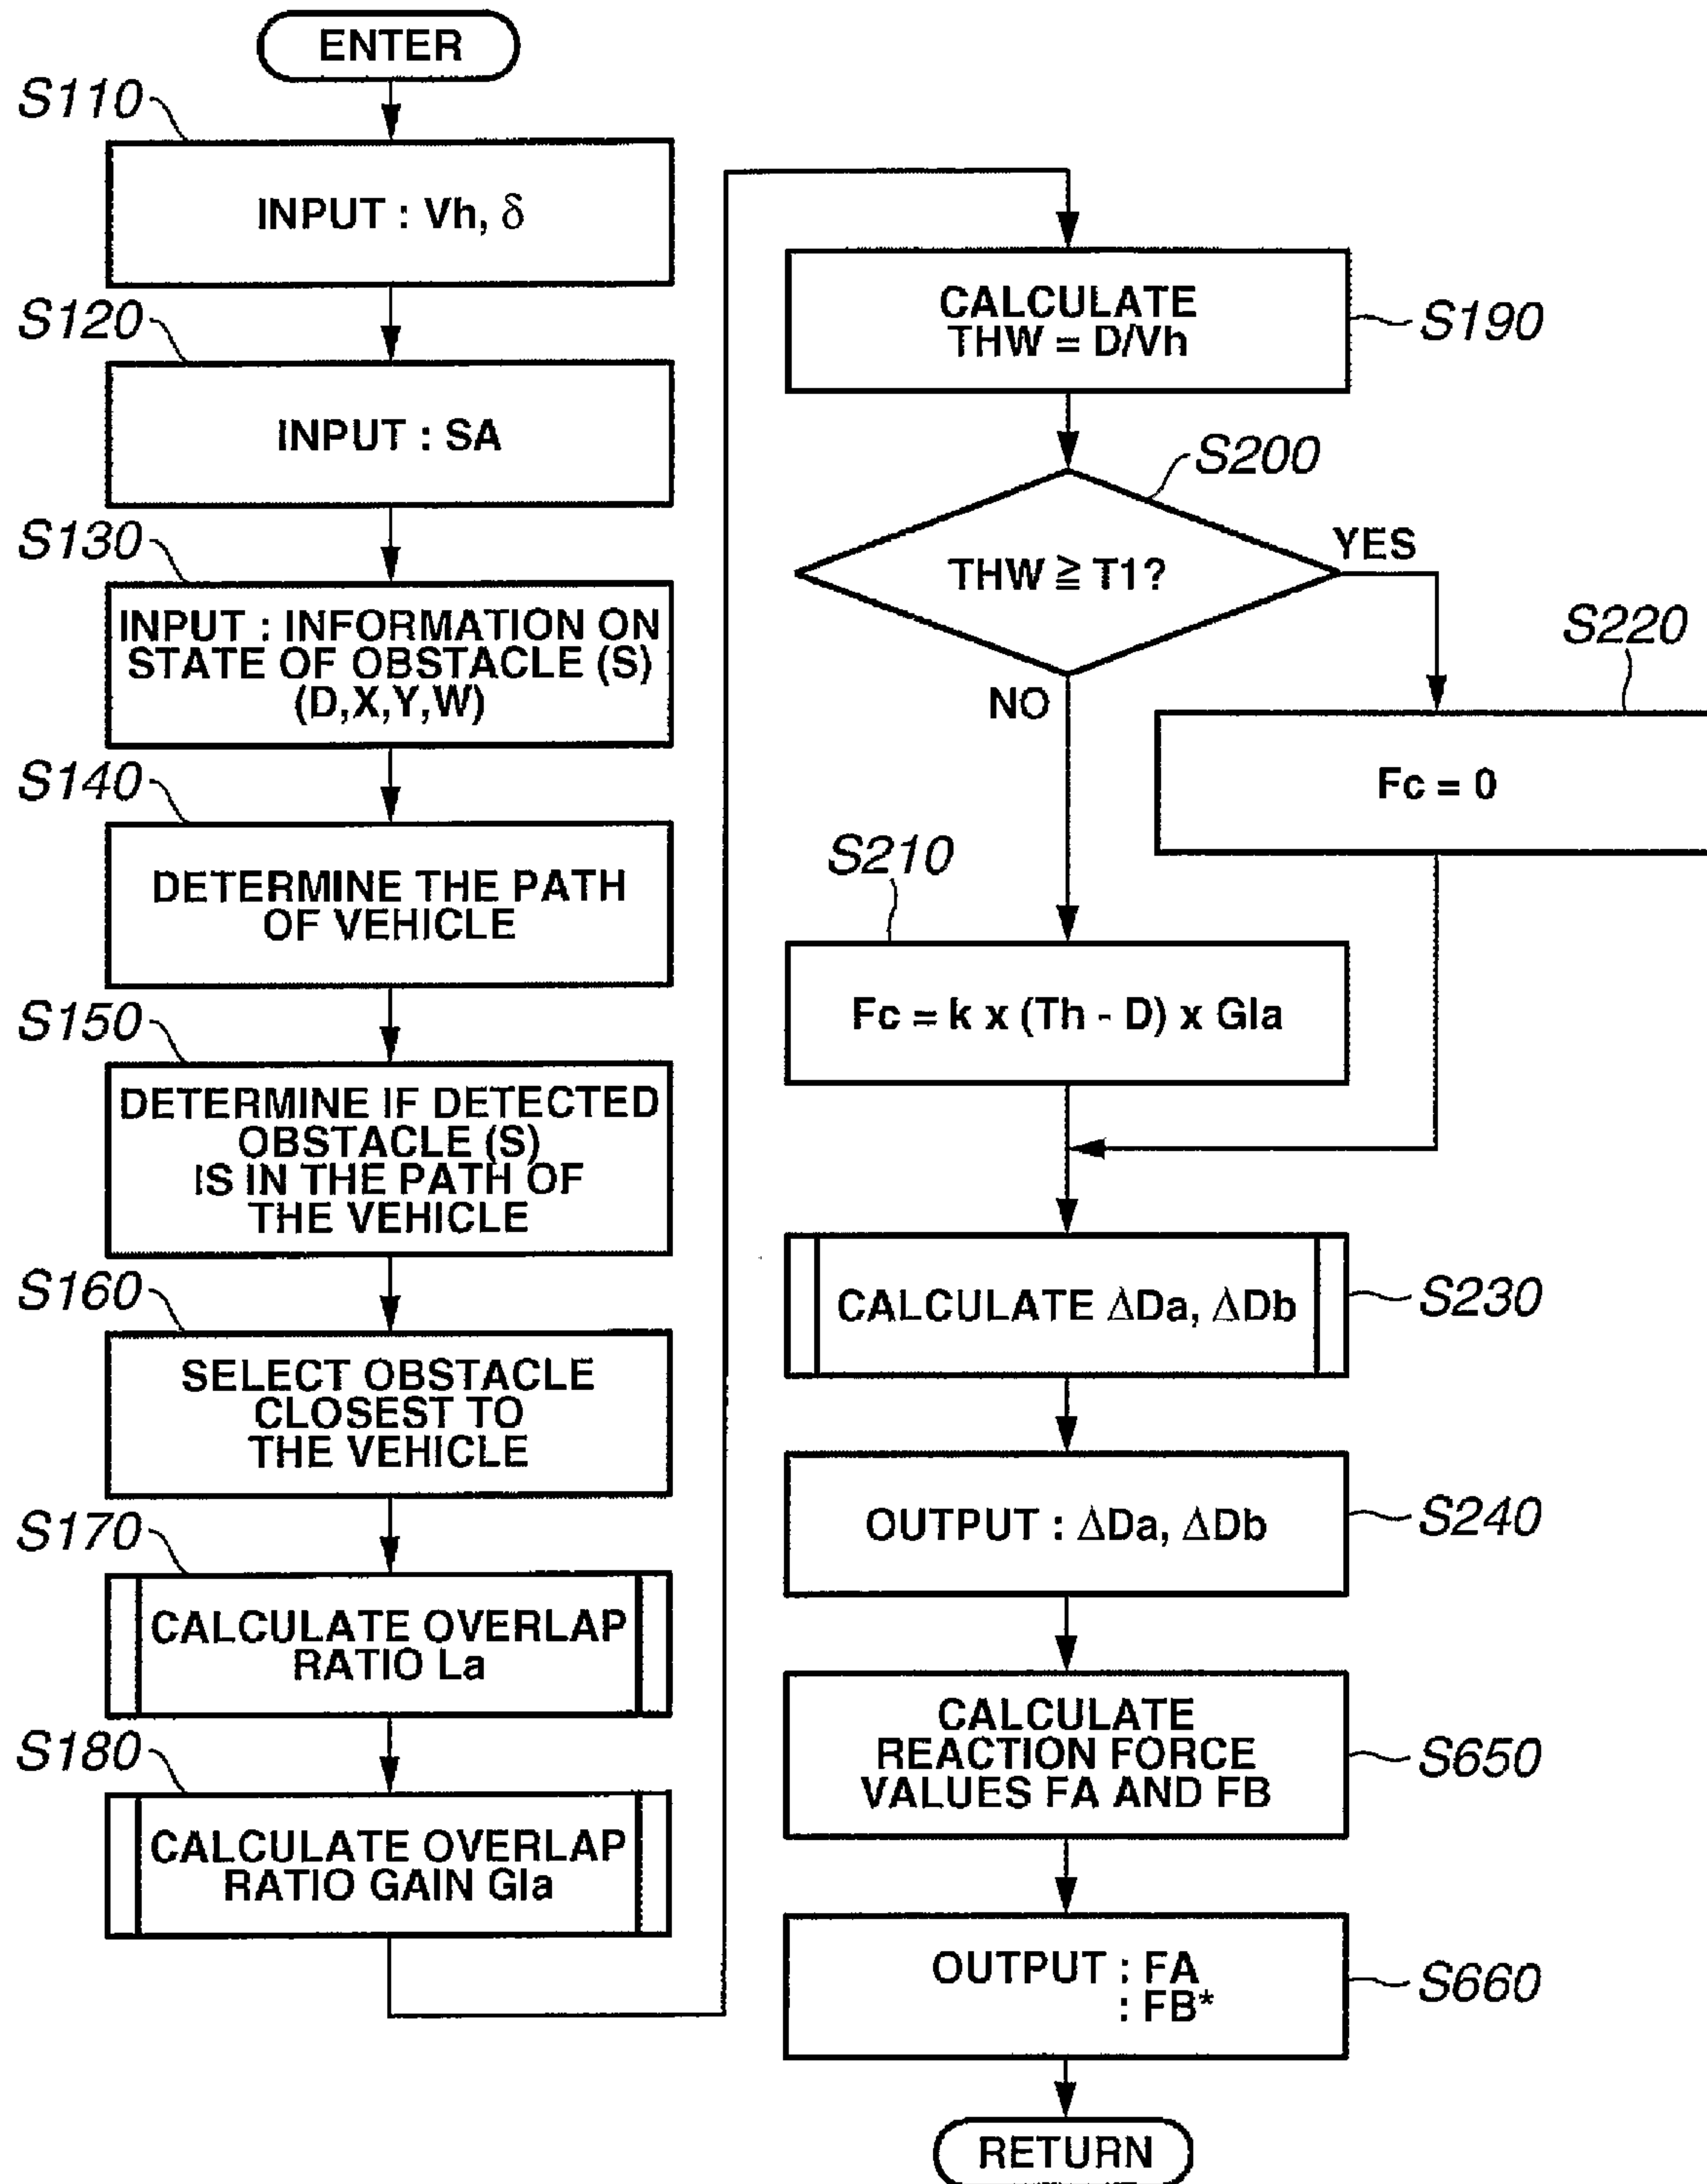 ENTER
S110
INPUT : Vh, δ
S120
INPUT : SA
S130
INPUT : INFORMATION ON
STATE OF OBSTACLE (S)
(D,X,Y,W)
S140
DETERMINE THE PATH
OF VEHICLE
S150
DETERMINE IF DETECTED
OBSTACLE (S)
IS IN THE PATH OF
THE VEHICLE
S160
SELECT OBSTACLE
CLOSEST TO
THE VEHICLE
S170
CALCULATE OVERLAP
RATIO La
S180
CALCULATE OVERLAP
RATIO GAIN Gla
CALCULATE
THW = D/Vh
S190
S200
THW ≧ T1?
YES
NO
S220
Fc = 0
S210
Fc = k x (Th - D) x Gla
CALCULATE ΔDa, ΔDb
S230
OUTPUT : ΔDa, ΔDb
S240
CALCULATE
REACTION FORCE
VALUES FA AND FB
S650
OUTPUT : FA
: FB*
S660
RETURN